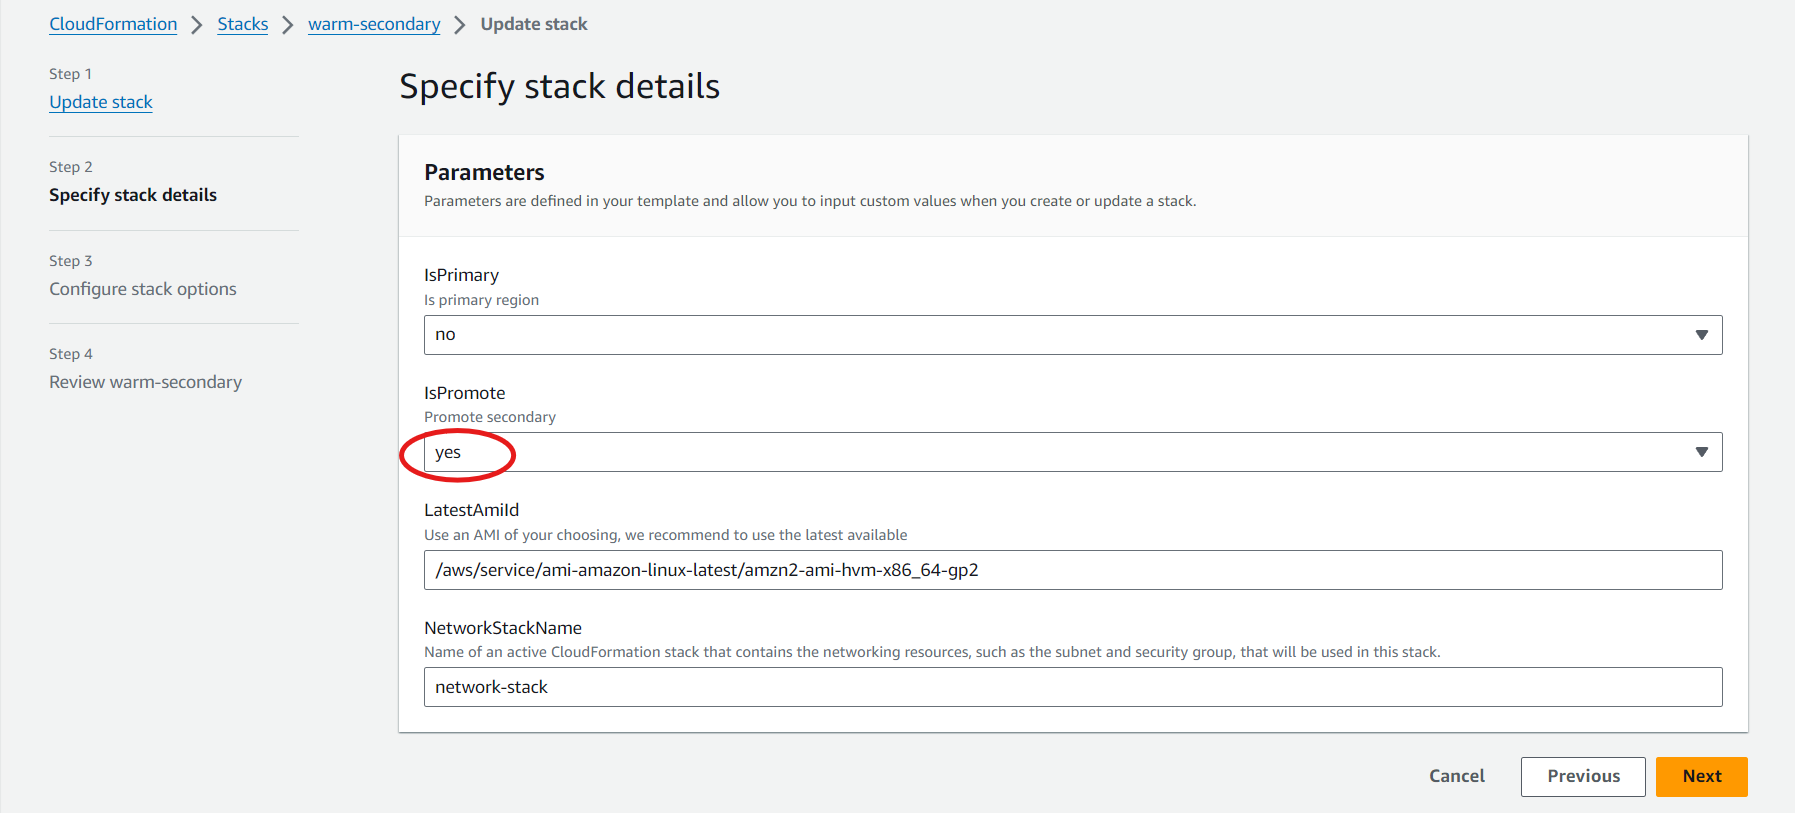 CloudFormation > Stacks > warm-secondary > Update stack
Step 1
Update stack
Step 2
Specify stack details
Step 3
Configure stack options
Step 4
Review warm-secondary
Specify stack details
Parameters
Parameters are defined in your template and allow you to input custom values when you create or update a stack.
IsPrimary
Is primary region
no
IsPromote
Promote secondary
yes
LatestAmiId
Use an AMI of your choosing, we recommend to use the latest available
/aws/service/ami-amazon-linux-latest/amzn2-ami-hvm-x86_64-gp2
NetworkStackName
Name of an active CloudFormation stack that contains the networking resources, such as the subnet and security group, that will be used in this stack.
network-stack
Cancel Previous Next